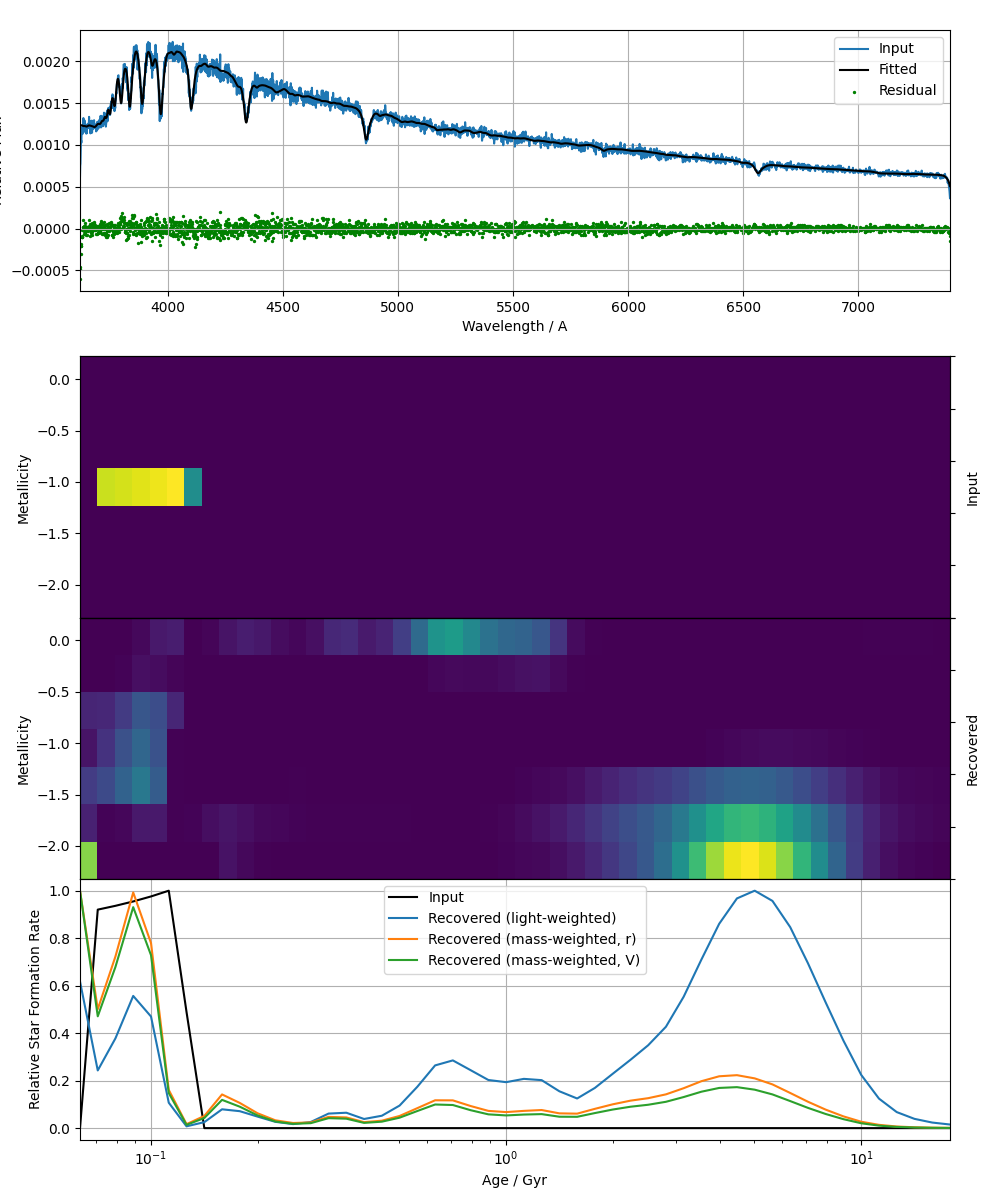 0.0020
0.0015
0.0010
0.0005
0.0000
−0.0005
Input
Fitted
Residual
4000
4500
5000
5500
6000
6500
7000
Wavelength / A
0.0
−0.5
−1.0
−1.5
−2.0
Metallicity
Input
0.0
−0.5
−1.0
−1.5
−2.0
Metallicity
Recovered
1.0
0.8
0.6
0.4
0.2
0.0
Relative Star Formation Rate
Input
Recovered (light-weighted)
Recovered (mass-weighted, r)
Recovered (mass-weighted, V)
10⁻¹
10⁰
10¹
Age / Gyr